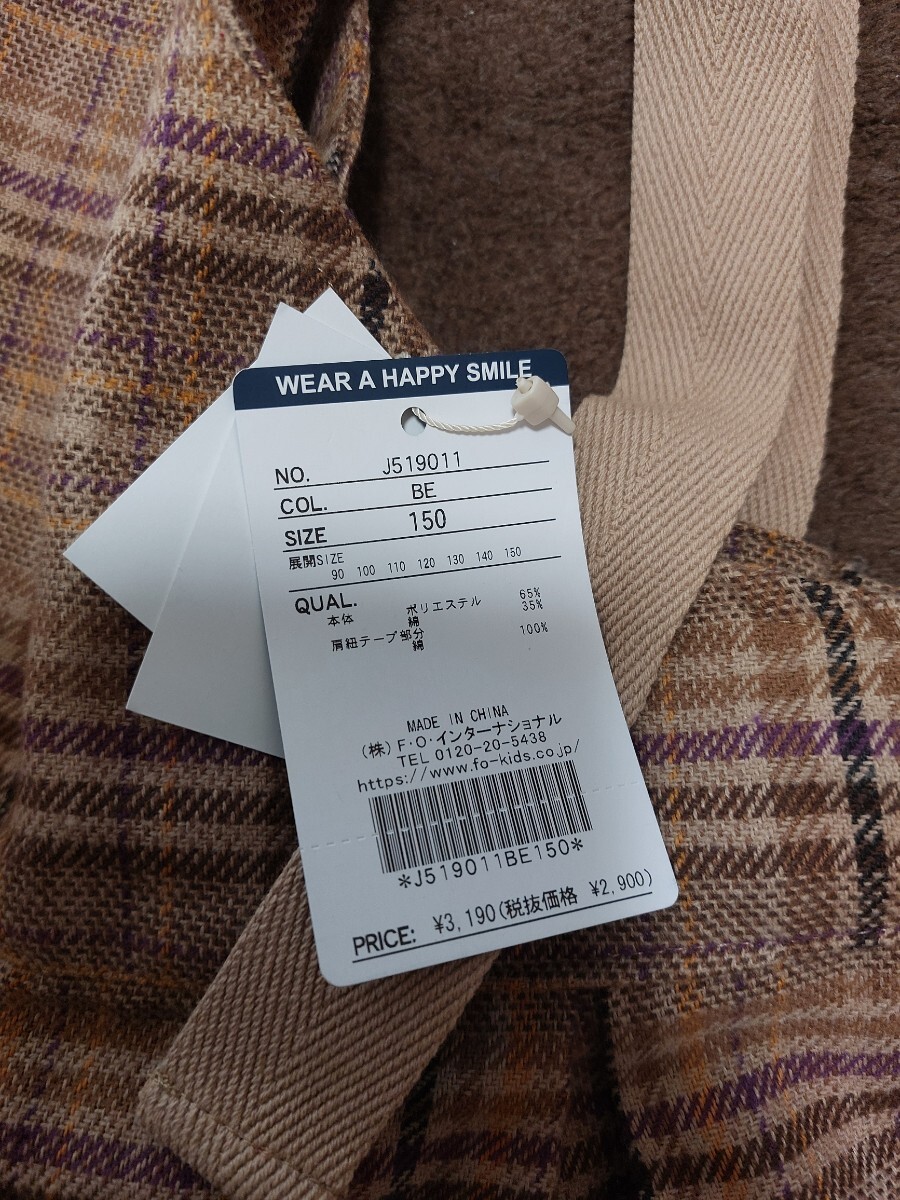 WEAR A HAPPY SMILE
NO. J519011
COL. BE
SIZE 150
展開SIZE
90 100 110 120 130 140 150
QUAL.
本体 ポリエステル 65%
綿 35%
肩紐テープ部分
綿 100%
MADE IN CHINA
(株)F・O・インターナショナル
TEL 0120-20-5438
https://www.fo-kids.co.jp/
*J519011BE150*
PRICE: ¥3,190(税抜価格 ¥2,900)